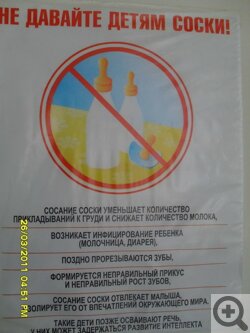 НЕ ДАВАЙТЕ ДЕТЯМ СОСКИ!
СОСАНИЕ СОСКИ УМЕНЬШАЕТ КОЛИЧЕСТВО
ПРИКЛАДЫВАНИЙ К ГРУДИ И СНИЖАЕТ КОЛИЧЕСТВО МОЛОКА,
ВОЗНИКАЕТ ИНФИЦИРОВАНИЕ РЕБЕНКА
(МОЛОЧНИЦА, ДИАРЕЯ),
ПОЗДНО ПРОРЕЗЫВАЮТСЯ ЗУБЫ,
ФОРМИРУЕТСЯ НЕПРАВИЛЬНЫЙ ПРИКУС
И НЕПРАВИЛЬНЫЙ РОСТ ЗУБОВ,
СОСАНИЕ СОСКИ ОТВЛЕКАЕТ МАЛЫША,
ИЗОЛИРУЕТ ЕГО ОТ ВПЕЧАТЛЕНИЙ ОКРУЖАЮЩЕГО МИРА.
ТАКИЕ ДЕТИ ПОЗЖЕ ОСВАИВАЮТ РЕЧЬ,
У НИХ МОЖЕТ ЗАДЕРЖАТЬСЯ РАЗВИТИЕ ИНТЕЛЛЕКТА
26/03/2011 04:51 PM